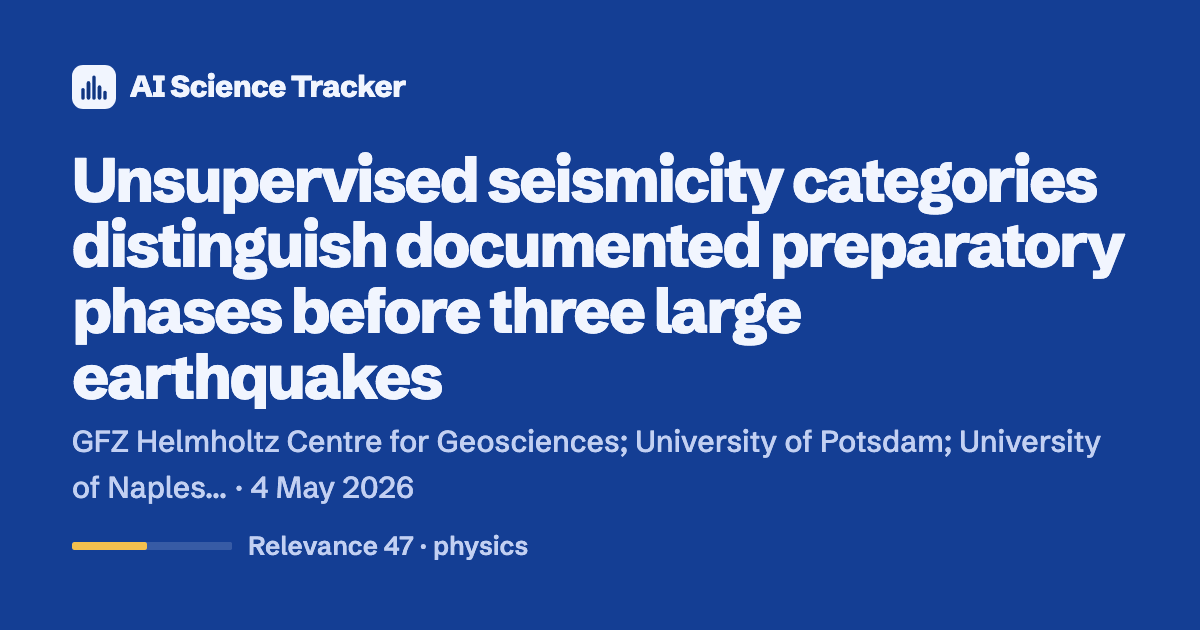 AI Science Tracker
Unsupervised seismicity categories
distinguish documented preparatory
phases before three large
earthquakes
GFZ Helmholtz Centre for Geosciences; University of Potsdam; University
of Naples... · 4 May 2026
Relevance 47 · physics